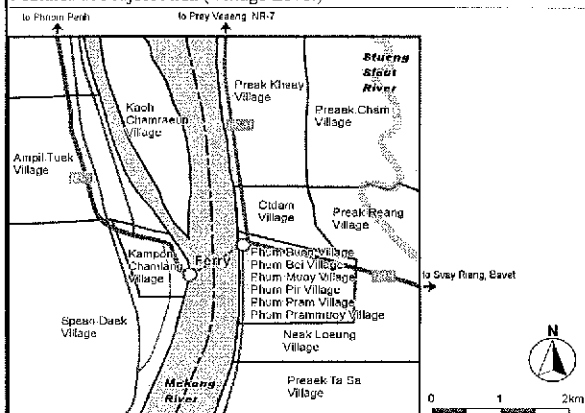 to Phnom Penh
to Prey Veaeng NR-7
Stueng
Slaut
River
Preak Khsay
Village
Kaoh
Chamraeun
Village
Preaek Cham
Village
Ampil Tuek
Village
Ctdam
Village
Preak Reang
Village
Kampong
Chamlang
Village
Ferry
Phum Buon Village
Phum Bei Village
Phum Muoy Village
Phum Pir Village
Phum Pram Village
Phum Prammuoy Village
to Svay Rieng, Bavet
Spean Daek
Village
Neak Loeung
Village
Mekong
River
Preaek Ta Sa
Village
N
0 1 2km